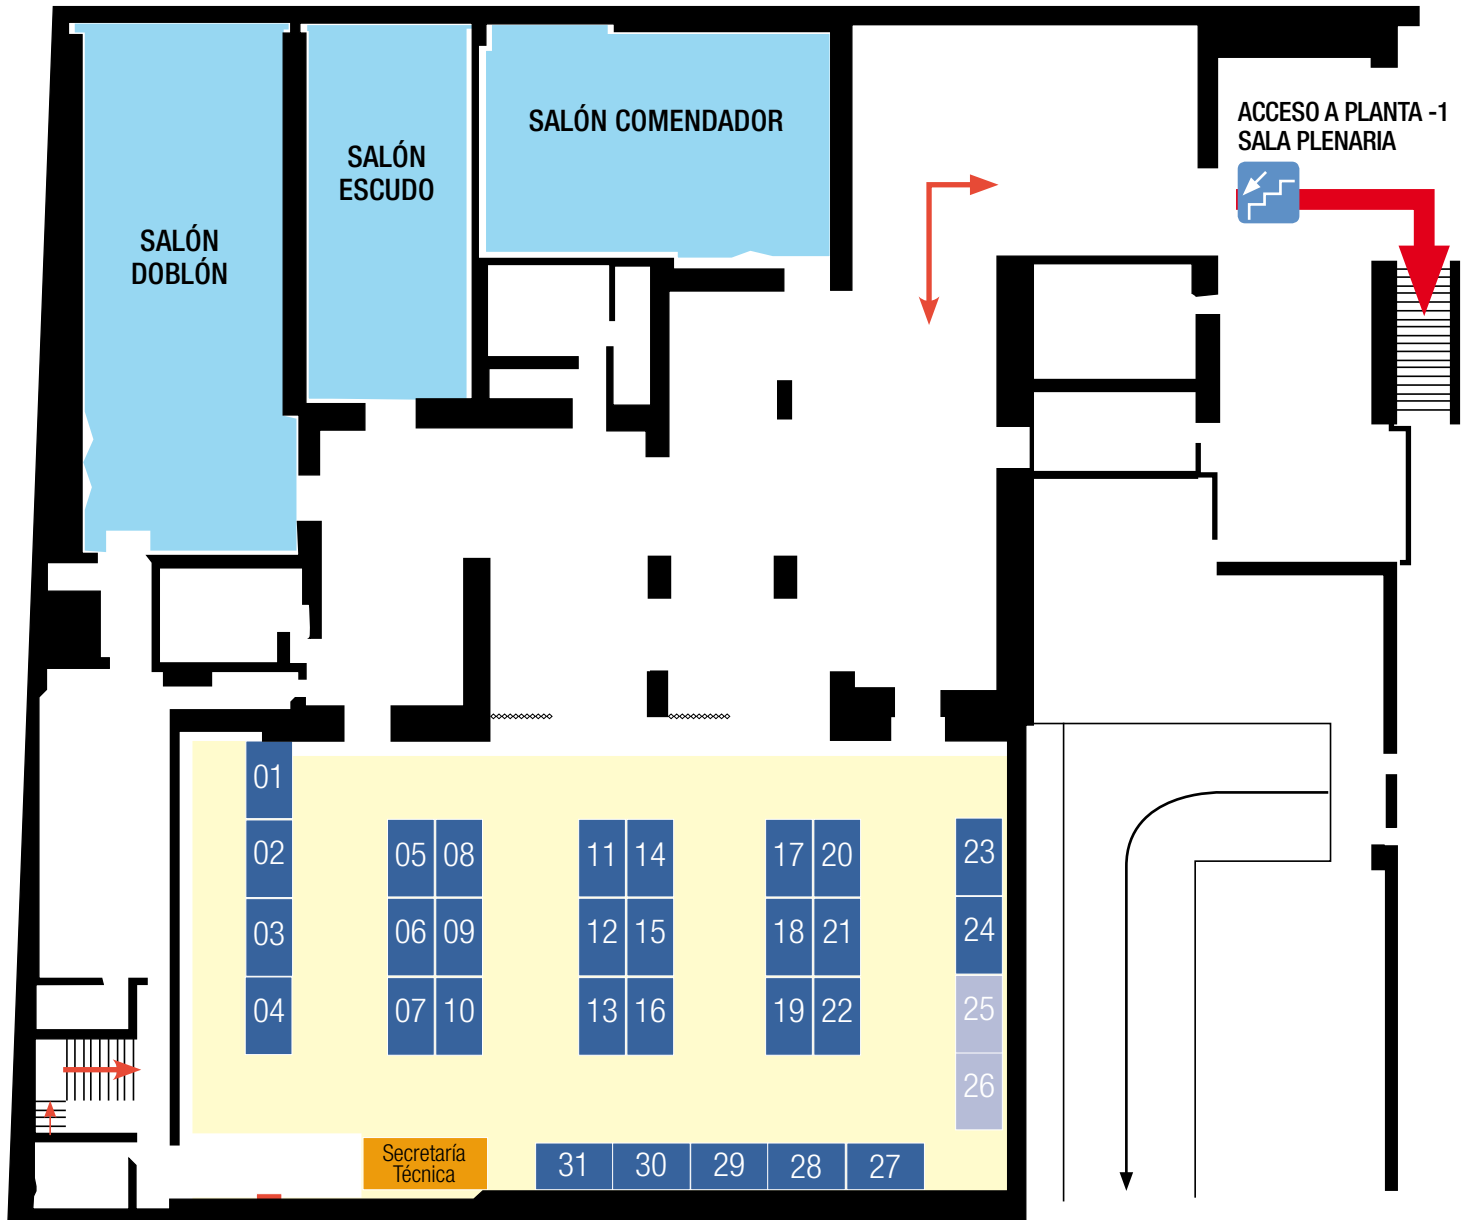 SALÓN COMENDADOR
ACCESO A PLANTA -1
SALA PLENARIA
SALÓN
ESCUDO
SALÓN
DOBLÓN
01
02
03
04
05 08
06 09
07 10
11 14
12 15
13 16
17 20
18 21
19 22
23
24
25
26
Secretaría
Técnica
31 30 29 28 27